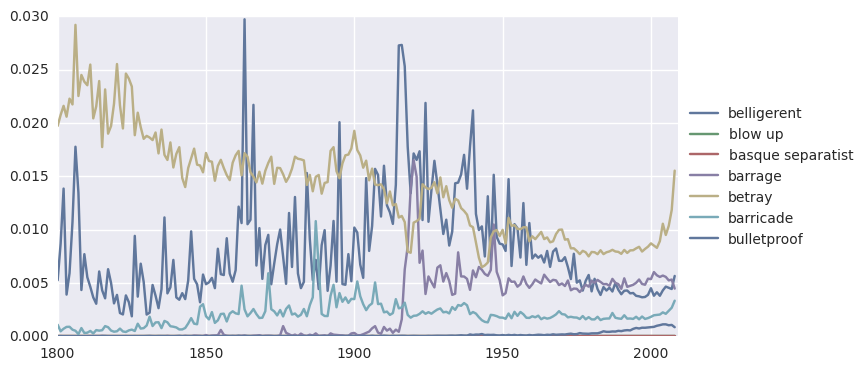 0.030
0.025
0.020
0.015
0.010
0.005
0.000
1800
1850
1900
1950
2000
belligerent
blow up
basque separatist
barrage
betray
barricade
bulletproof